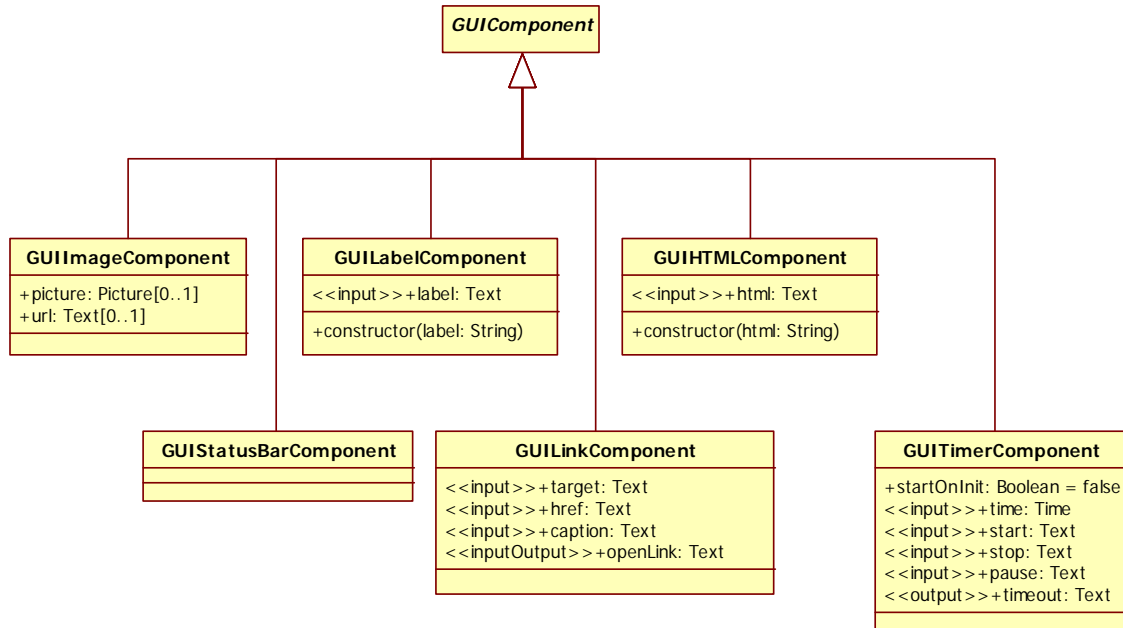 GUIComponent
GUIImageComponent
+picture: Picture[0..1]
+url: Text[0..1]
GUILabelComponent
<<input>>+label: Text
+constructor(label: String)
GUIHTMLComponent
<<input>>+html: Text
+constructor(html: String)
GUIStatusBarComponent
GUILinkComponent
<<input>>+target: Text
<<input>>+href: Text
<<input>>+caption: Text
<<inputOutput>>+openLink: Text
GUITimerComponent
+startOnInit: Boolean = false
<<input>>+time: Time
<<input>>+start: Text
<<input>>+stop: Text
<<input>>+pause: Text
<<output>>+timeout: Text